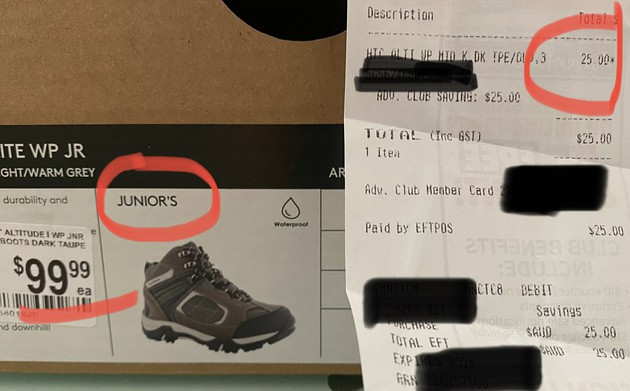 ITE WP JR
GHT/WARM GREY
AR
durability and
JUNIOR'S
Waterproof
ALTITUDE I WP JNR
BOOTS DARK TAUPE
$99.99
ea
nd downhill
Description Total $
HTC ALTI WP MID K,DK TPE/ ,3 25.00*
ADV. CLUB SAVING: $25.00
TOTAL (Inc GST) $25.00
1 Item
Adv. Club Member Card
Paid by EFTPOS $25.00
DEBIT
Savings
PURCHASE $AUD 25.00
TOTAL EFT $AUD 25.00
CLUB BENEFITS
INCLUDE: